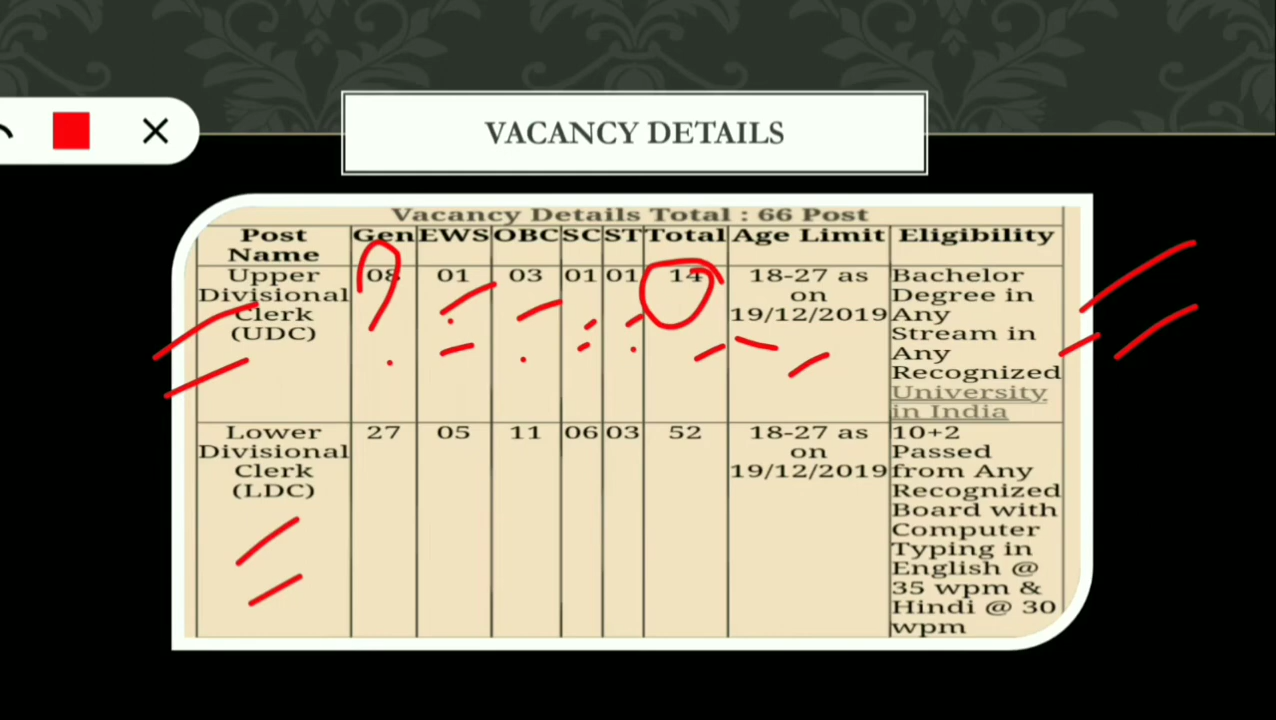 VACANCY DETAILS
Vacancy Details Total : 66 Post
Post Name Gen EWS OBC SC ST Total Age Limit Eligibility
Upper Divisional Clerk (UDC) 08 01 03 01 01 14 18-27 as on 19/12/2019 Bachelor Degree in Any Stream in Any Recognized University in India
Lower Divisional Clerk (LDC) 27 05 11 06 03 52 18-27 as on 19/12/2019 10+2 Passed from Any Recognized Board with Computer Typing in English @ 35 wpm & Hindi @ 30 wpm